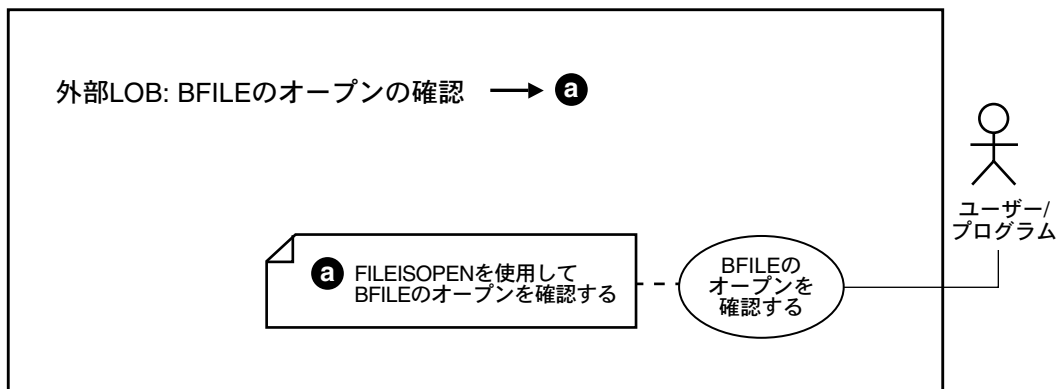 外部LOB: BFILEのオープンの確認 → a
ユーザー/
プログラム
a FILEISOPENを使用して
BFILEのオープンを確認する
BFILEの
オープンを
確認する